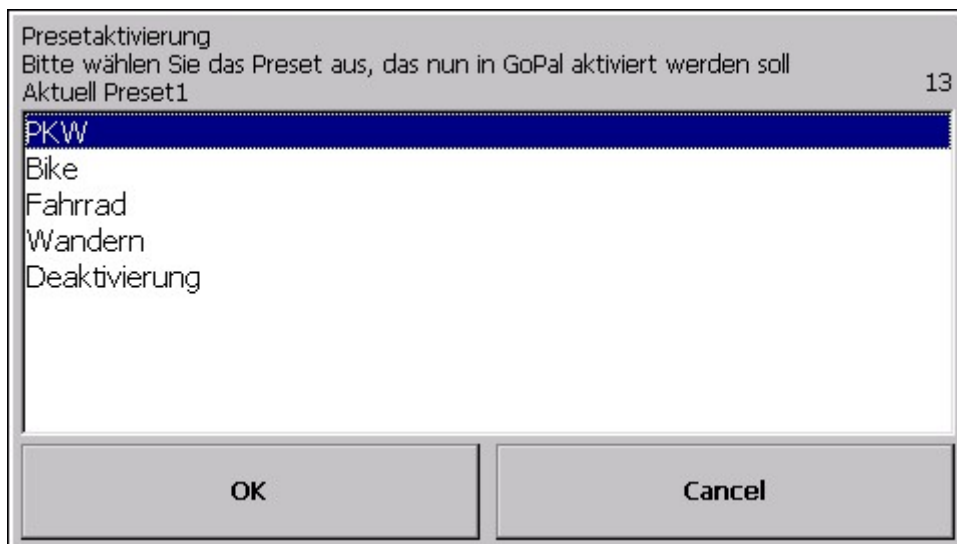 Presetaktivierung
Bitte wählen Sie das Preset aus, das nun in GoPal aktiviert werden soll
Aktuell Preset1
13
PKW
Bike
Fahrrad
Wandern
Deaktivierung
OK
Cancel